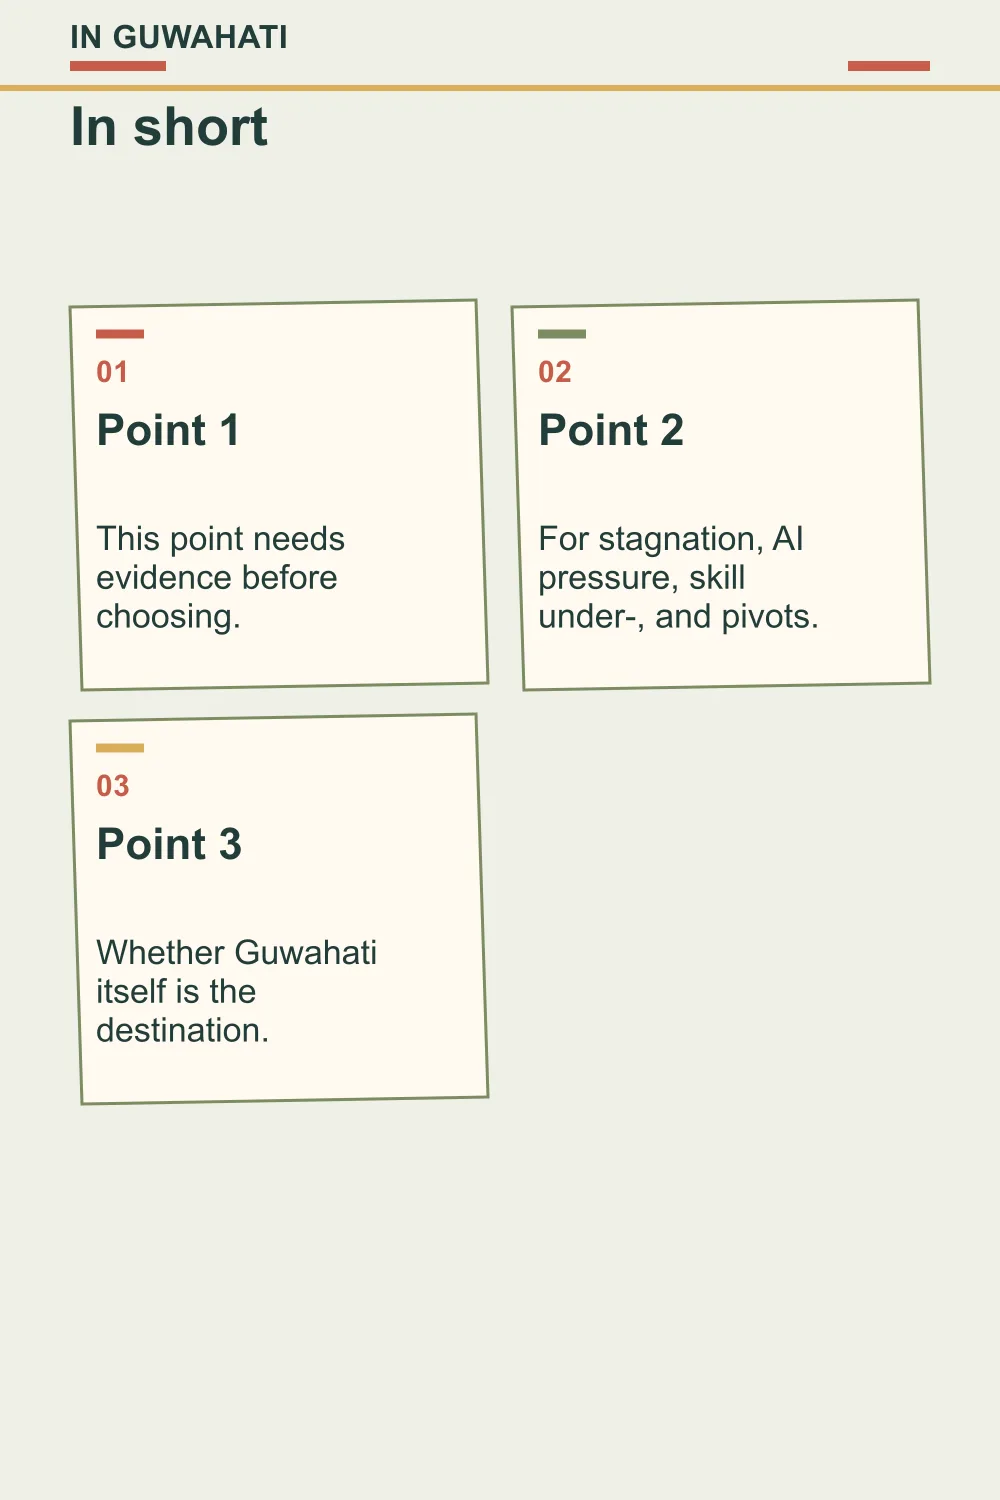 IN GUWAHATI
In short
01
Point 1
This point needs
evidence before
choosing.
02
Point 2
For stagnation, AI
pressure, skill
under-, and pivots.
03
Point 3
Whether Guwahati
itself is the
destination.